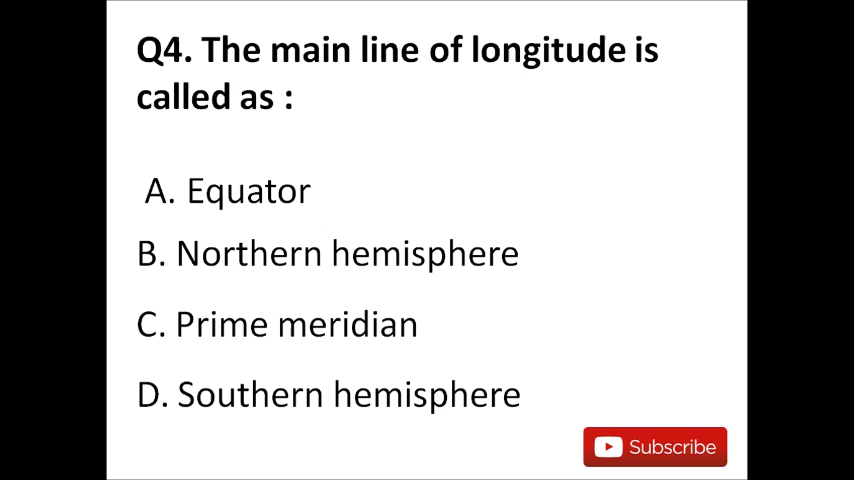 Q4. The main line of longitude is
called as :
A. Equator
B. Northern hemisphere
C. Prime meridian
D. Southern hemisphere
Subscribe